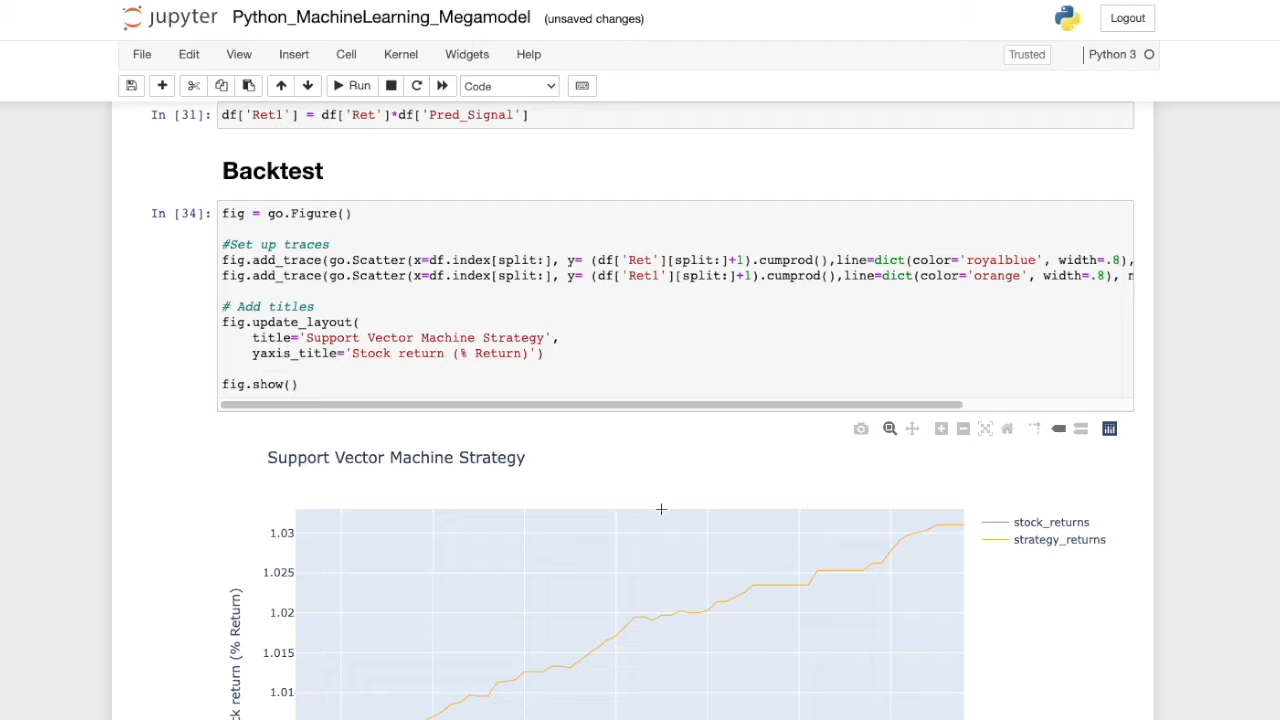 jupyter Python_MachineLearning_Megamodel (unsaved changes) Logout
File Edit View Insert Cell Kernel Widgets Help Trusted Python 3
Run Code
In [31]: df['Ret1'] = df['Ret']*df['Pred_Signal']
Backtest
In [34]: fig = go.Figure()
#Set up traces
fig.add_trace(go.Scatter(x=df.index[split:], y= (df['Ret'][split:]+1).cumprod(),line=dict(color='royalblue', width=.8),
fig.add_trace(go.Scatter(x=df.index[split:], y= (df['Ret1'][split:]+1).cumprod(),line=dict(color='orange', width=.8), n
# Add titles
fig.update_layout(
title='Support Vector Machine Strategy',
yaxis_title='Stock return (% Return)')
fig.show()
Support Vector Machine Strategy
stock_returns
strategy_returns
1.03
1.025
1.02
1.015
1.01
ck return (% Return)